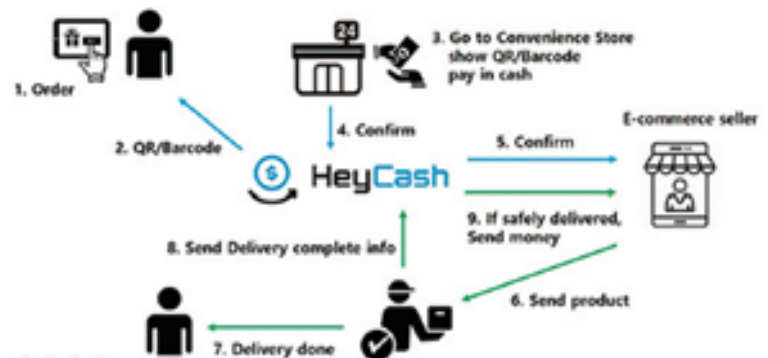 24
3. Go to Convenience Store
show QR/Barcode
pay in cash
1. Order
E-commerce seller
4. Confirm
5. Confirm
2. QR/Barcode
$
HeyCash
9. If safely delivered,
Send money
8. Send Delivery complete info
6. Send product
7. Delivery done